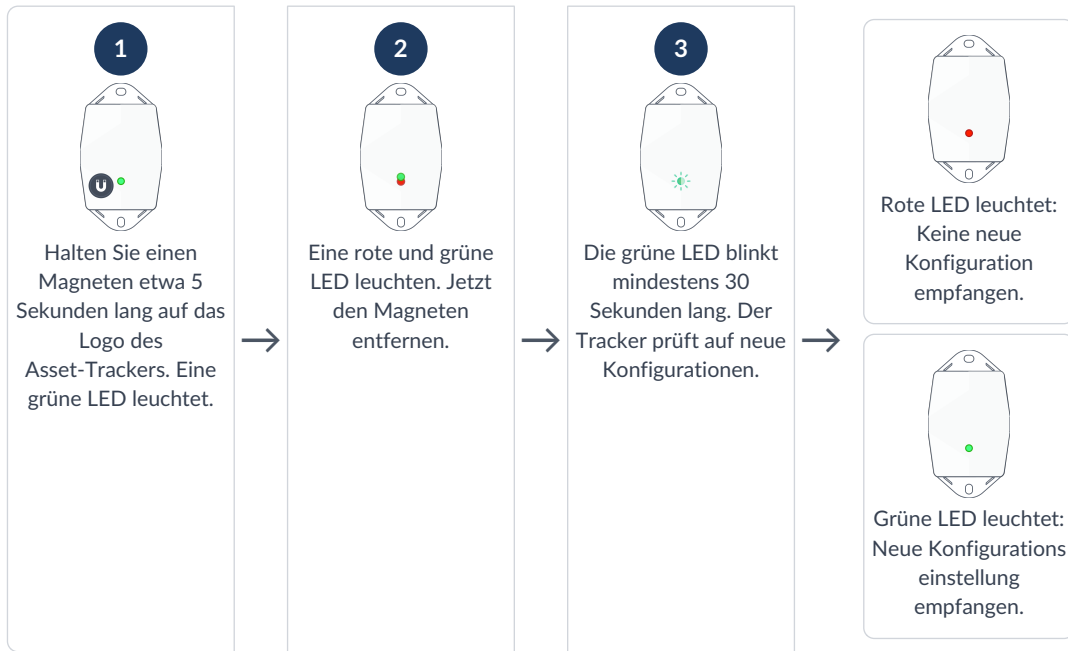 1
Halten Sie einen
Magneten etwa 5
Sekunden lang auf das
Logo des
Asset-Trackers. Eine
grüne LED leuchtet.
2
Eine rote und grüne
LED leuchten. Jetzt
den Magneten
entfernen.
3
Die grüne LED blinkt
mindestens 30
Sekunden lang. Der
Tracker prüft auf neue
Konfigurationen.
Rote LED leuchtet:
Keine neue
Konfiguration
empfangen.
Grüne LED leuchtet:
Neue Konfigurations
einstellung
empfangen.